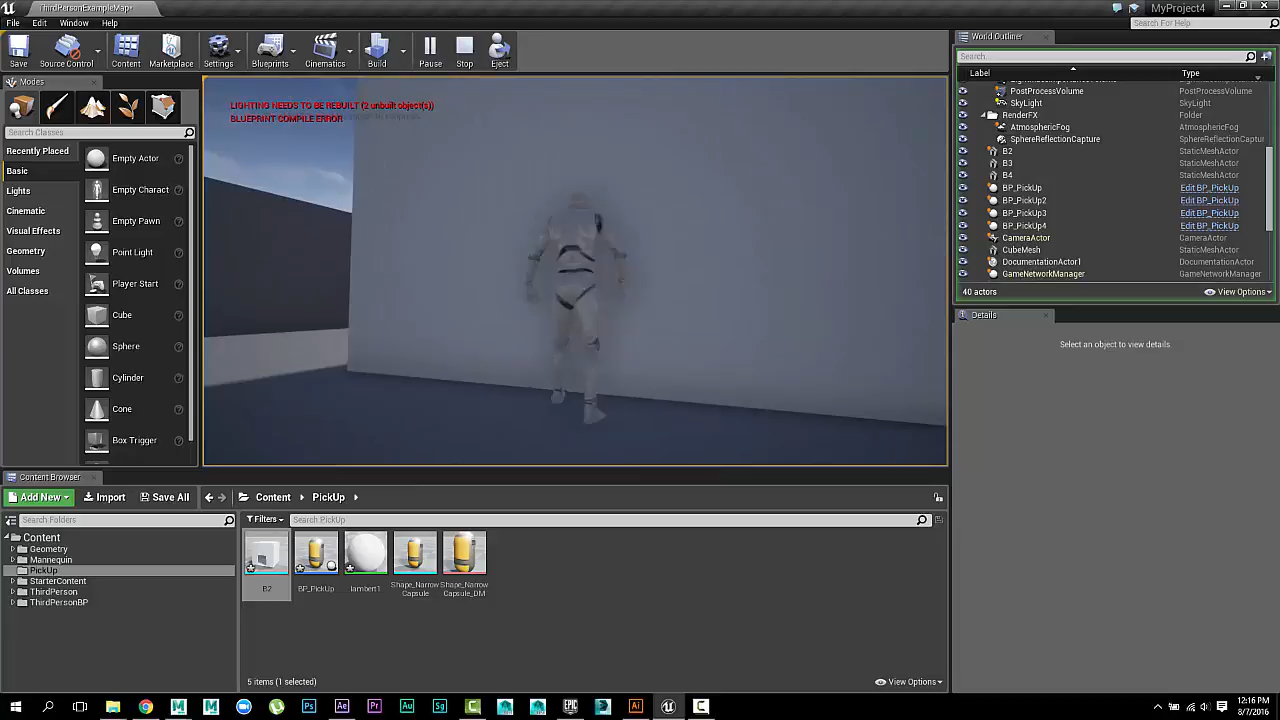 ThirdPersonExampleMap*
MyProject4
File Edit Window Help
Search For Help
Save
Source Control
Content
Marketplace
Settings
Blueprints
Cinematics
Build
Pause
Stop
Eject
Modes
Search Classes
Recently Placed
Basic
Lights
Cinematic
Visual Effects
Geometry
Volumes
All Classes
Empty Actor
Empty Charact
Empty Pawn
Point Light
Player Start
Cube
Sphere
Cylinder
Cone
Box Trigger
LIGHTING NEEDS TO BE REBUILT (2 unbuilt object(s))
BLUEPRINT COMPILE ERROR
World Outliner
Search...
Label Type
PostProcessVolume PostProcessVolume
SkyLight SkyLight
RenderFX Folder
AtmosphericFog AtmosphericFog
SphereReflectionCapture SphereReflectionCaptu
B2 StaticMeshActor
B3 StaticMeshActor
B4 StaticMeshActor
BP_PickUp Edit BP_PickUp
BP_PickUp2 Edit BP_PickUp
BP_PickUp3 Edit BP_PickUp
BP_PickUp4 Edit BP_PickUp
CameraActor CameraActor
CubeMesh StaticMeshActor
DocumentationActor1 DocumentationActor
GameNetworkManager GameNetworkManager
40 actors
View Options
Details
Select an object to view details
Content Browser
Add New Import Save All Content PickUp
Search Folders
Filters Search PickUp
Content
Geometry
Mannequin
PickUp
StarterContent
ThirdPerson
ThirdPersonBP
B2
BP_PickUp
lambert1
Shape_Narrow
Capsule
Shape_Narrow
Capsule_DM
5 items (1 selected)
View Options
Ps
Ae
Pr
Au
Sg
EPIC
Ai
12:16 PM
8/7/2016